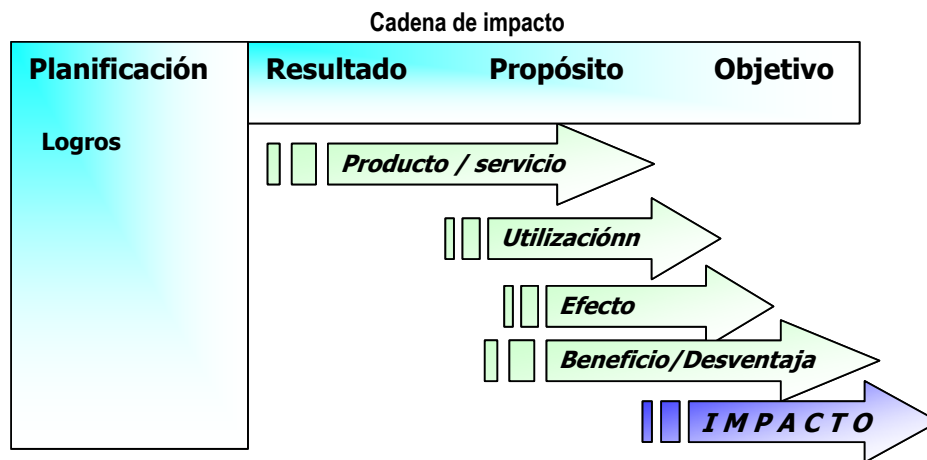 Cadena de impacto
Planificación Resultado Propósito Objetivo
Logros
Producto / servicio
Utilizaciónn
Efecto
Beneficio/Desventaja
I M P A C T O